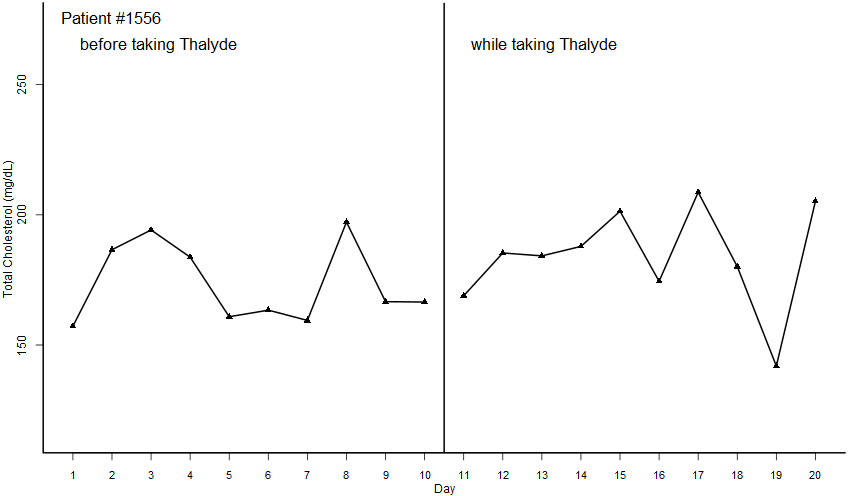 Patient #1556
before taking Thalyde
while taking Thalyde
Total Cholesterol (mg/dL)
250
200
150
1 2 3 4 5 6 7 8 9 10 11 12 13 14 15 16 17 18 19 20
Day